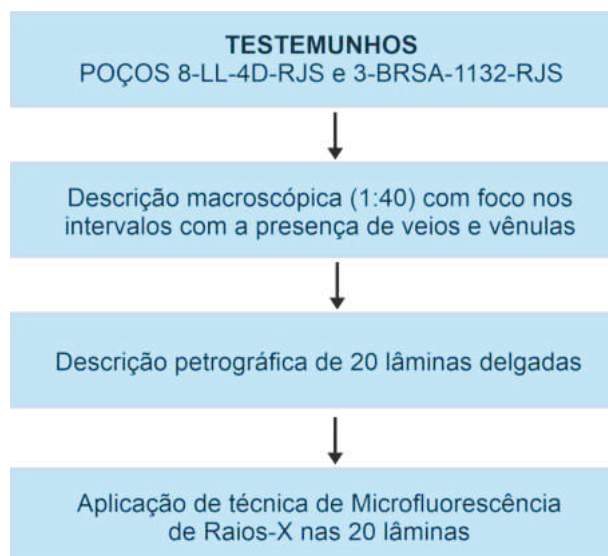 TESTEMUNHOS
POÇOS 8-LL-4D-RJS e 3-BRSA-1132-RJS
Descrição macroscópica (1:40) com foco nos
intervalos com a presença de veios e vênulas
Descrição petrográfica de 20 lâminas delgadas
Aplicação de técnica de Microfluorescência
de Raios-X nas 20 lâminas